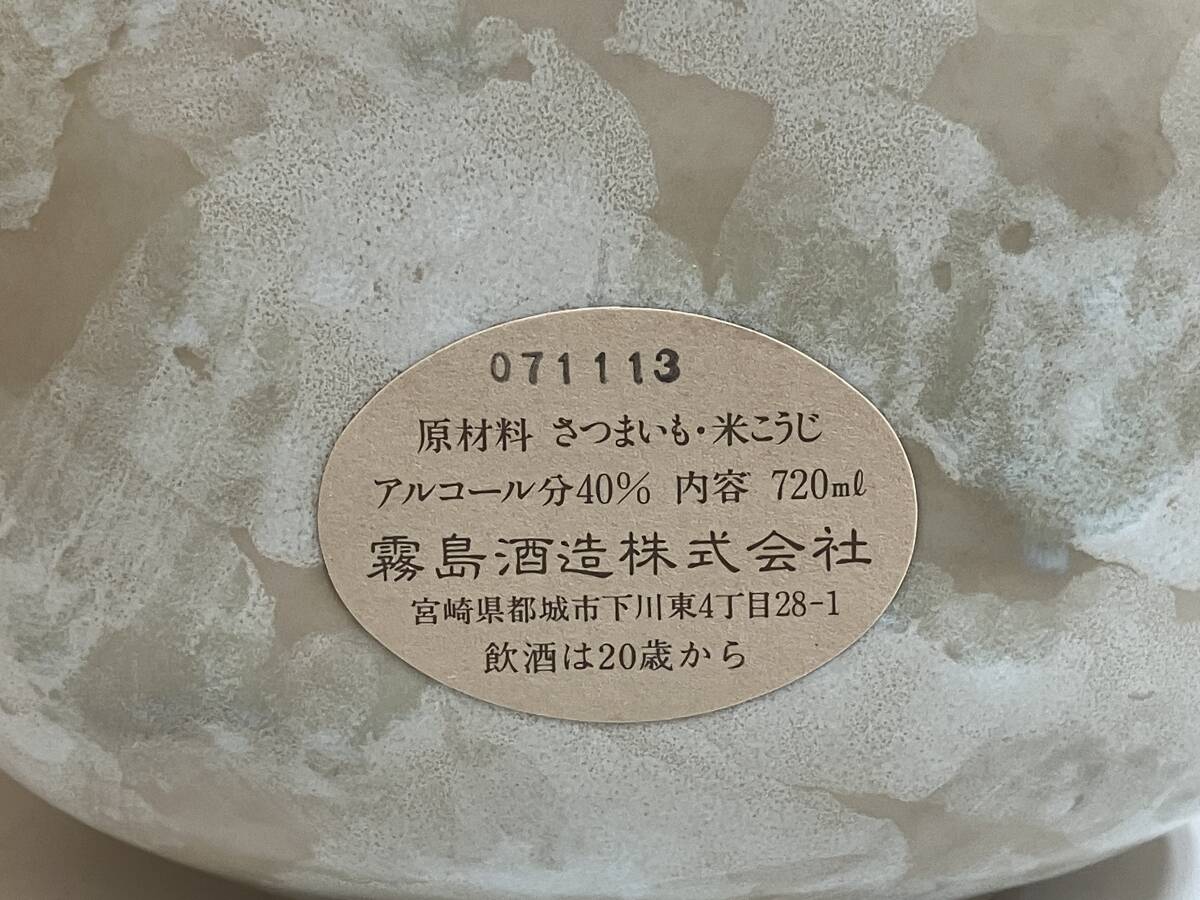 071113
原材料 さつまいも・米こうじ
アルコール分40% 内容 720mℓ
霧島酒造株式会社
宮崎県都城市下川東4丁目28-1
飲酒は20歳から